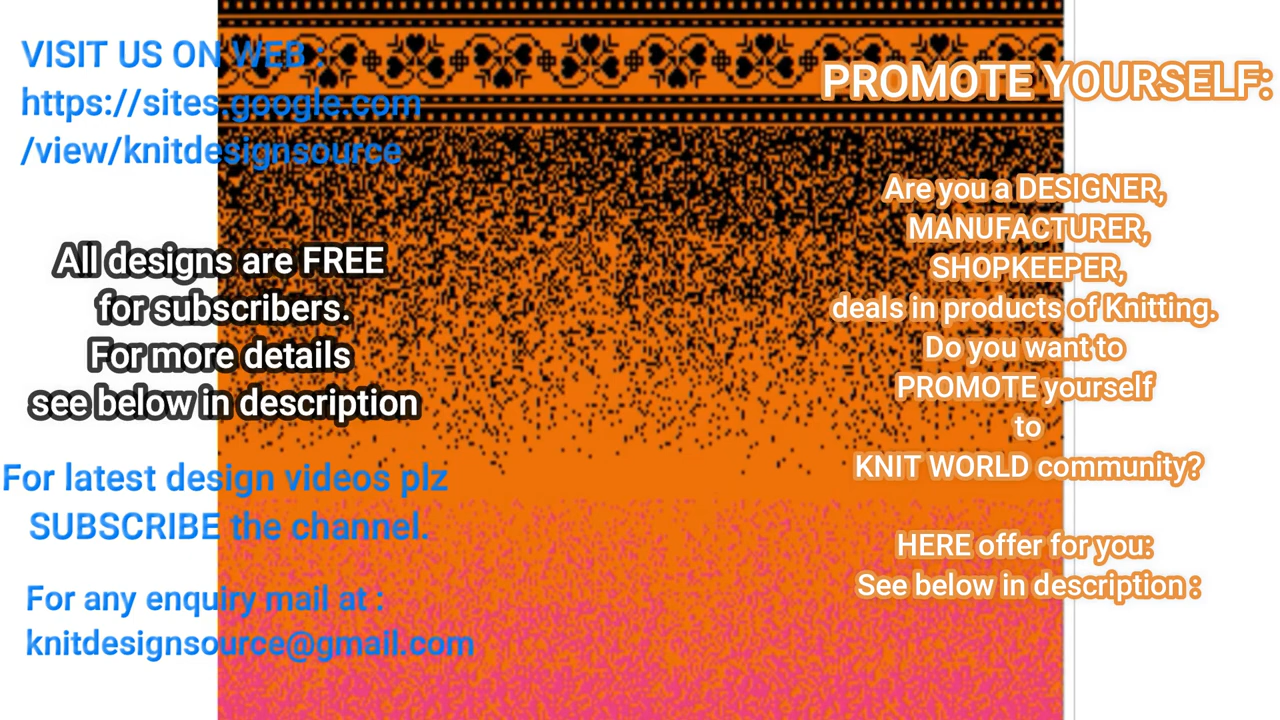 VISIT US ON WEB :
https://sites.google.com
/view/knitdesignsource
All designs are FREE
for subscribers.
For more details
see below in description
For latest design videos plz
SUBSCRIBE the channel.
For any enquiry mail at :
knitdesignsource@gmail.com
PROMOTE YOURSELF:
Are you a DESIGNER,
MANUFACTURER,
SHOPKEEPER,
deals in products of Knitting.
Do you want to
PROMOTE yourself
to
KNIT WORLD community?
HERE offer for you:
See below in description :